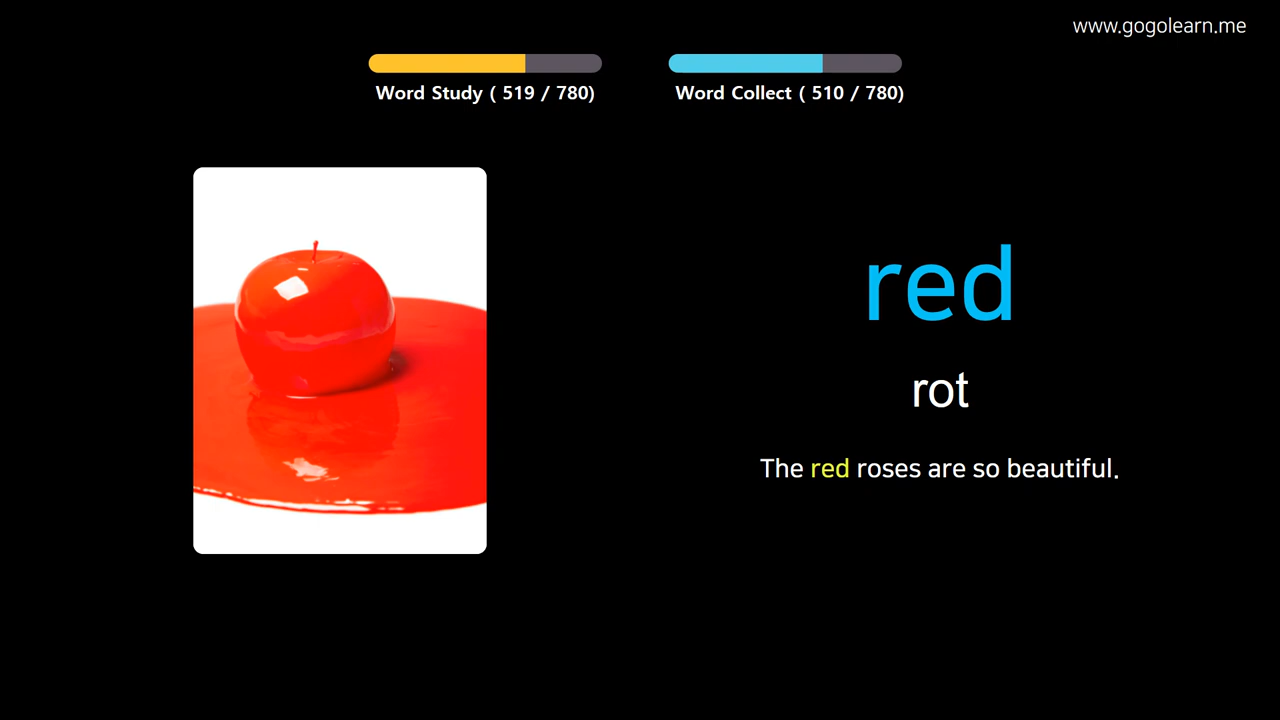 www.gogolearn.me
Word Study ( 519 / 780)
Word Collect ( 510 / 780)
red
rot
The red roses are so beautiful.